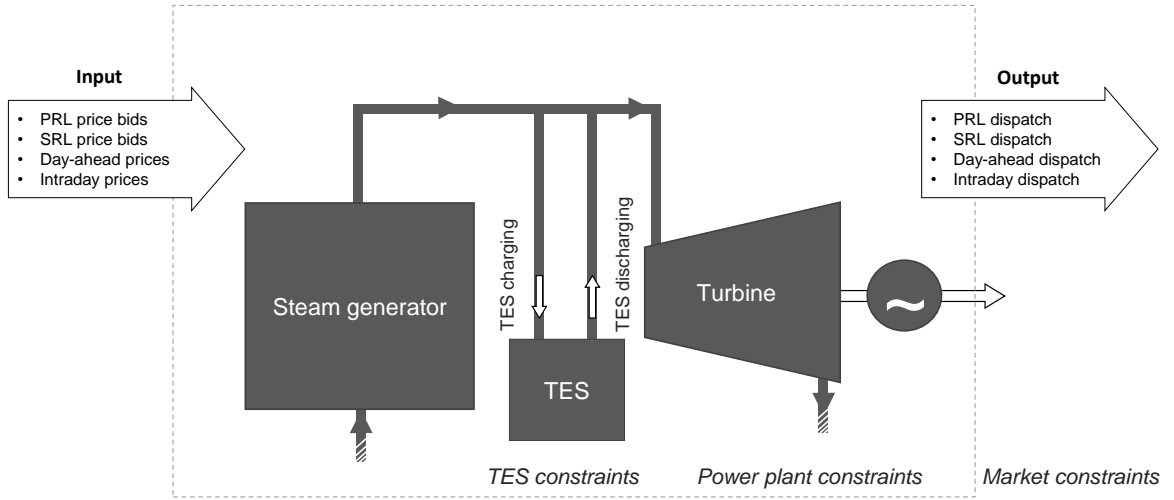 Input
• PRL price bids
• SRL price bids
• Day-ahead prices
• Intraday prices
Output
• PRL dispatch
• SRL dispatch
• Day-ahead dispatch
• Intraday dispatch
Steam generator
TES charging
TES discharging
TES
Turbine
~
TES constraints
Power plant constraints
Market constraints